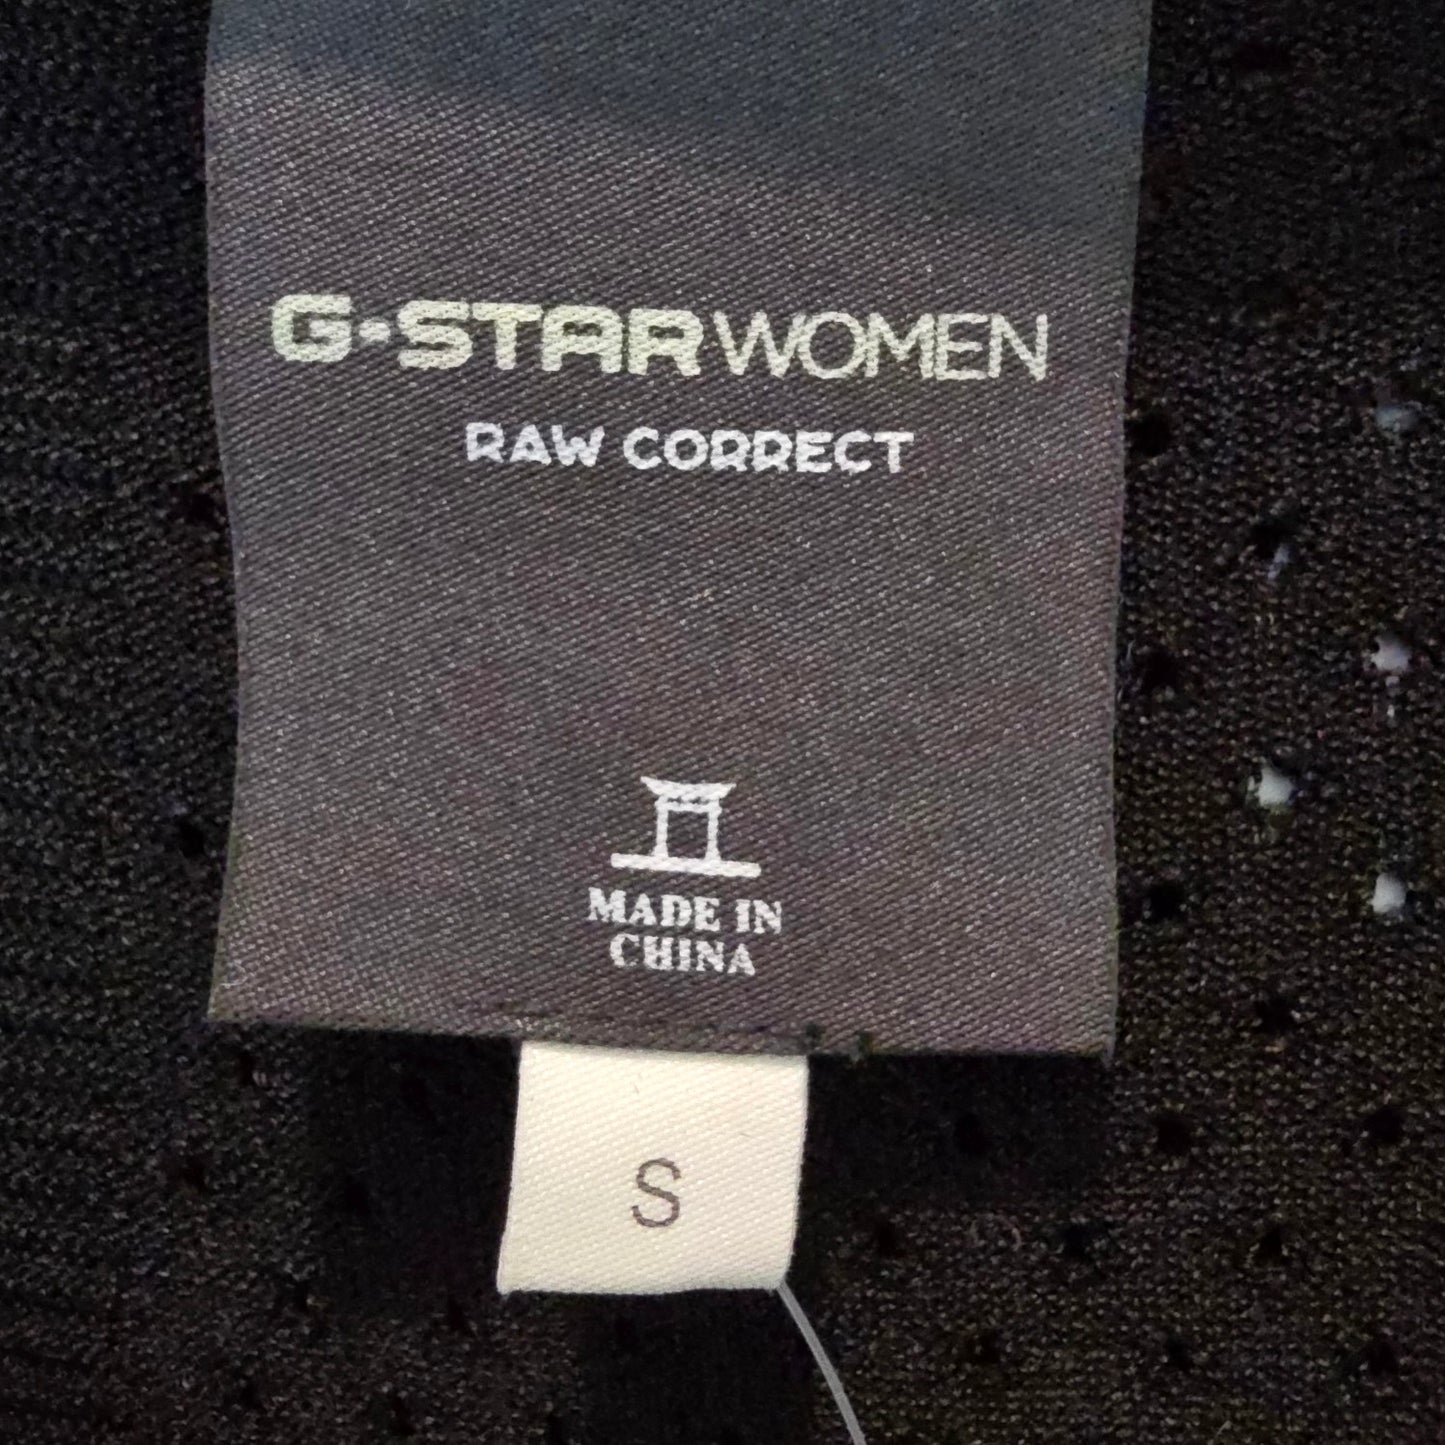 G-STAR WOMEN
RAW CORRECT
MADE IN
CHINA
S